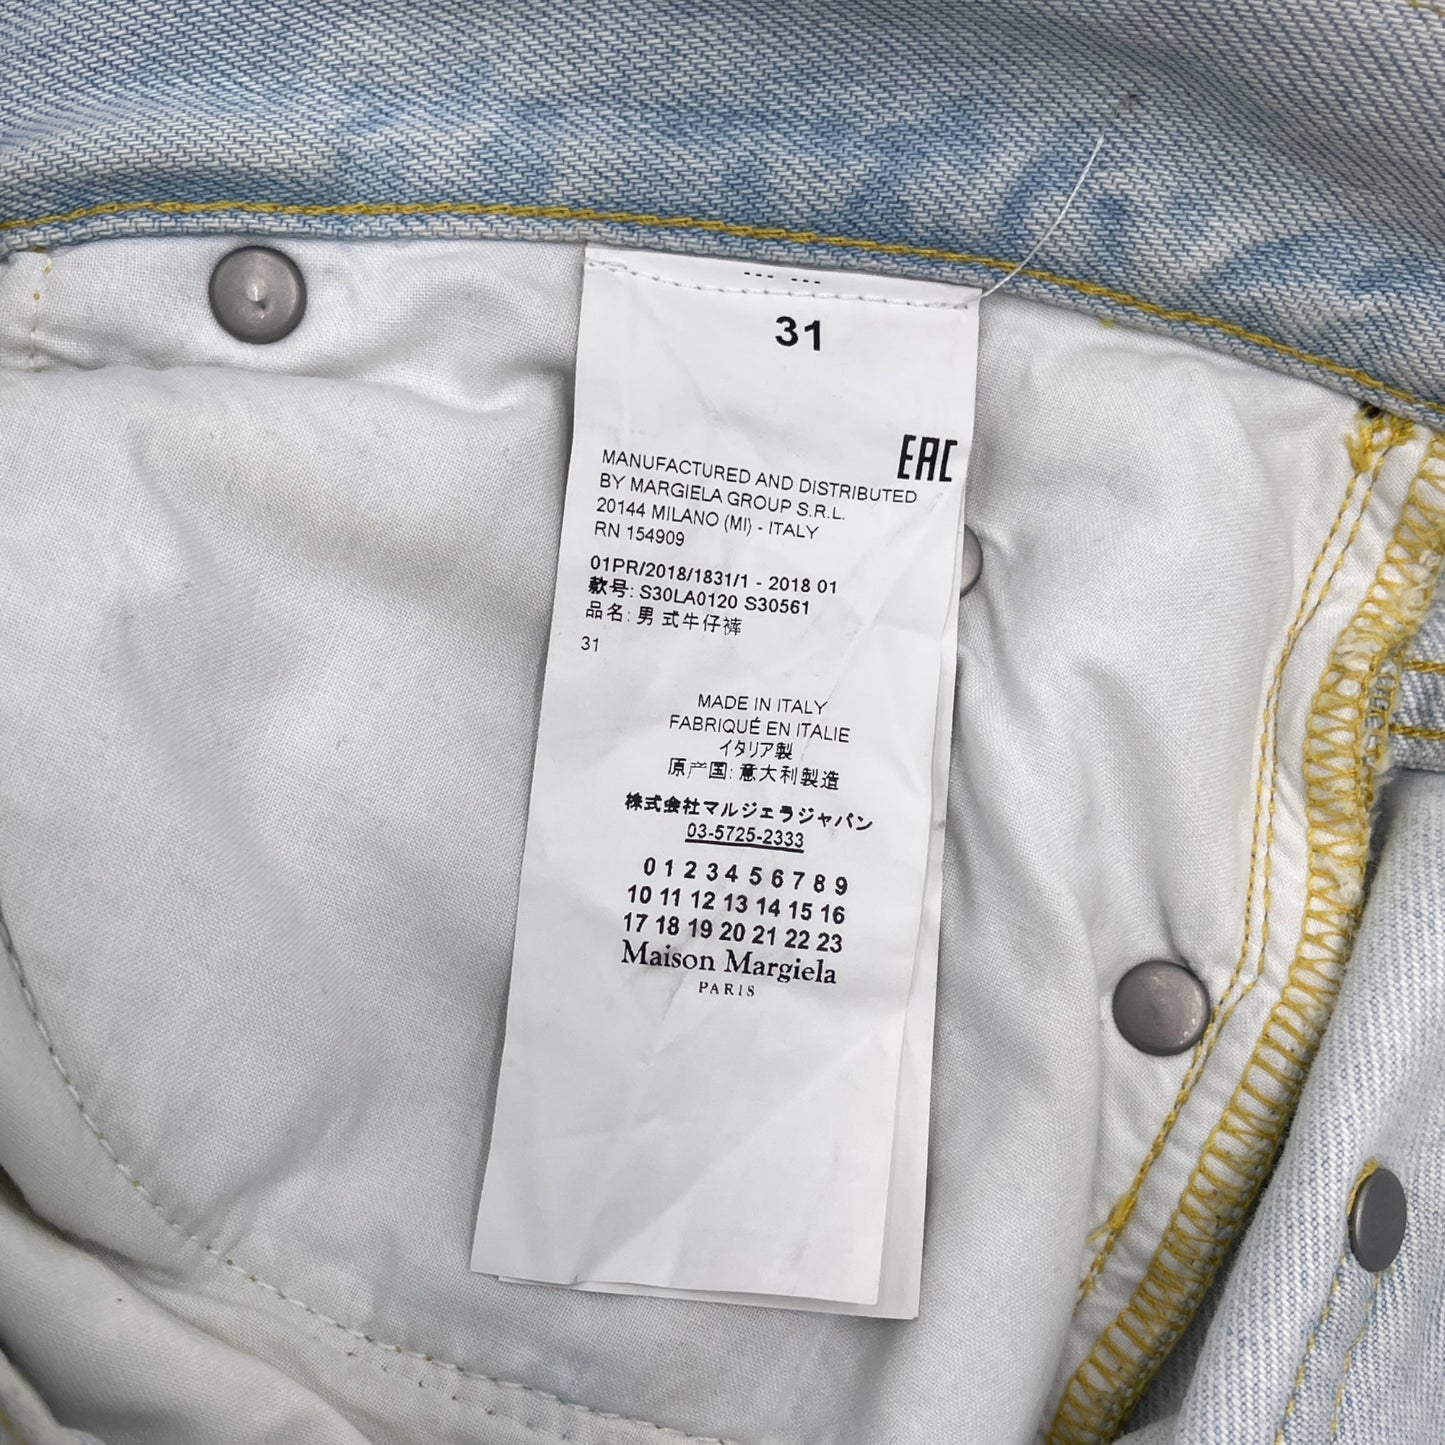 31
EAC
MANUFACTURED AND DISTRIBUTED
BY MARGIELA GROUP S.R.L.
20144 MILANO (MI) - ITALY
RN 154909
01PR/2018/1831/1 - 2018 01
款号: S30LA0120 S30561
品名: 男 式牛仔裤
31
MADE IN ITALY
FABRIQUÉ EN ITALIE
イタリア製
原产国: 意大利製造
株式会社マルジェラジャパン
03-5725-2333
0 1 2 3 4 5 6 7 8 9
10 11 12 13 14 15 16
17 18 19 20 21 22 23
Maison Margiela
PARIS